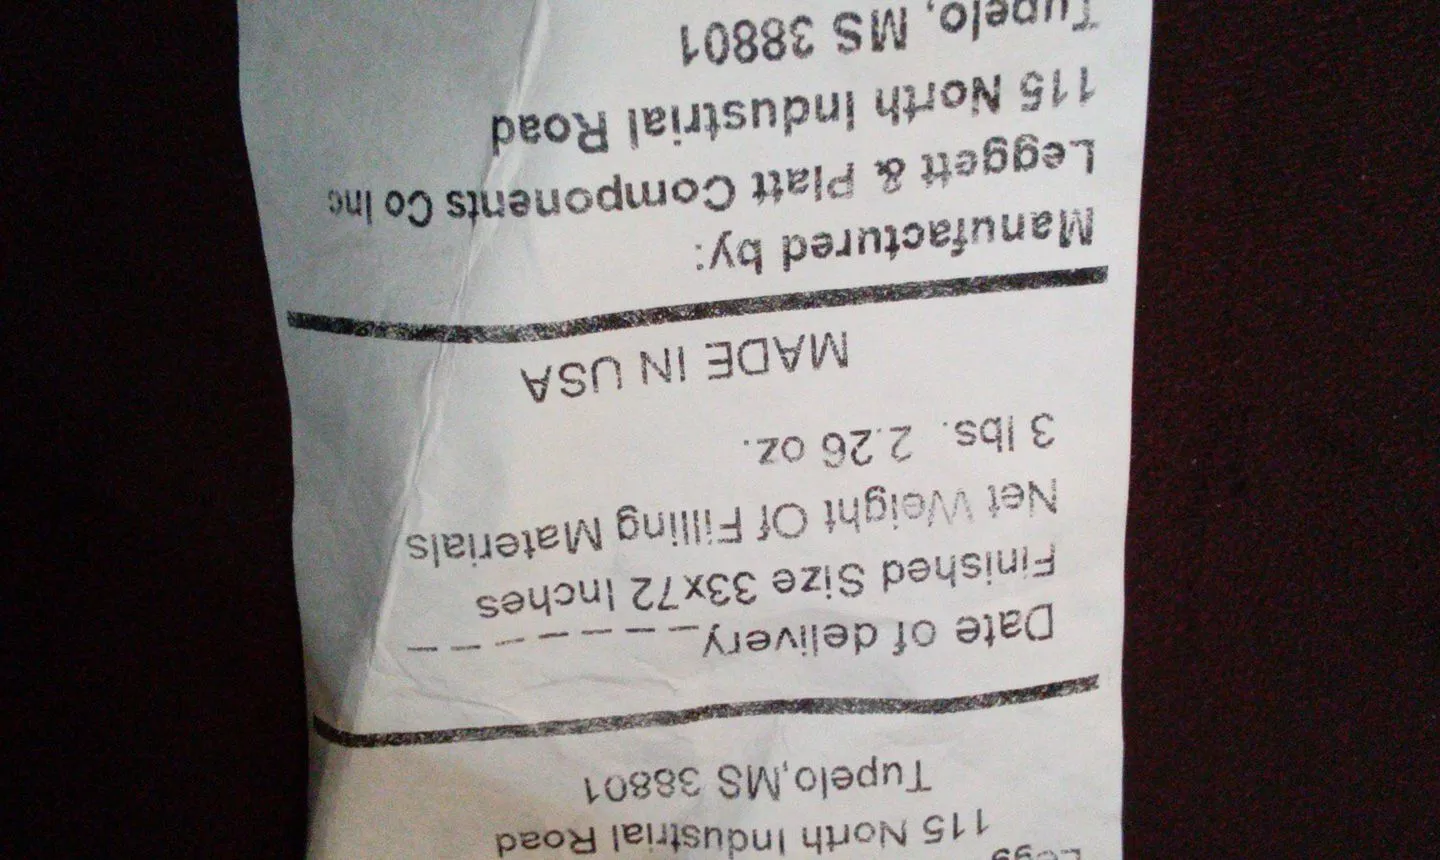 115 North Industrial Road
Tupelo,MS 38801
Date of delivery_ _ _ _ _ _ _
Finished Size 33x72 Inches
Net Weight Of Filling Materials
3 lbs. 2.26 oz.
MADE IN USA
Manufactured by:
Leggett & Platt Components Co Inc
115 North Industrial Road
Tupelo, MS 38801